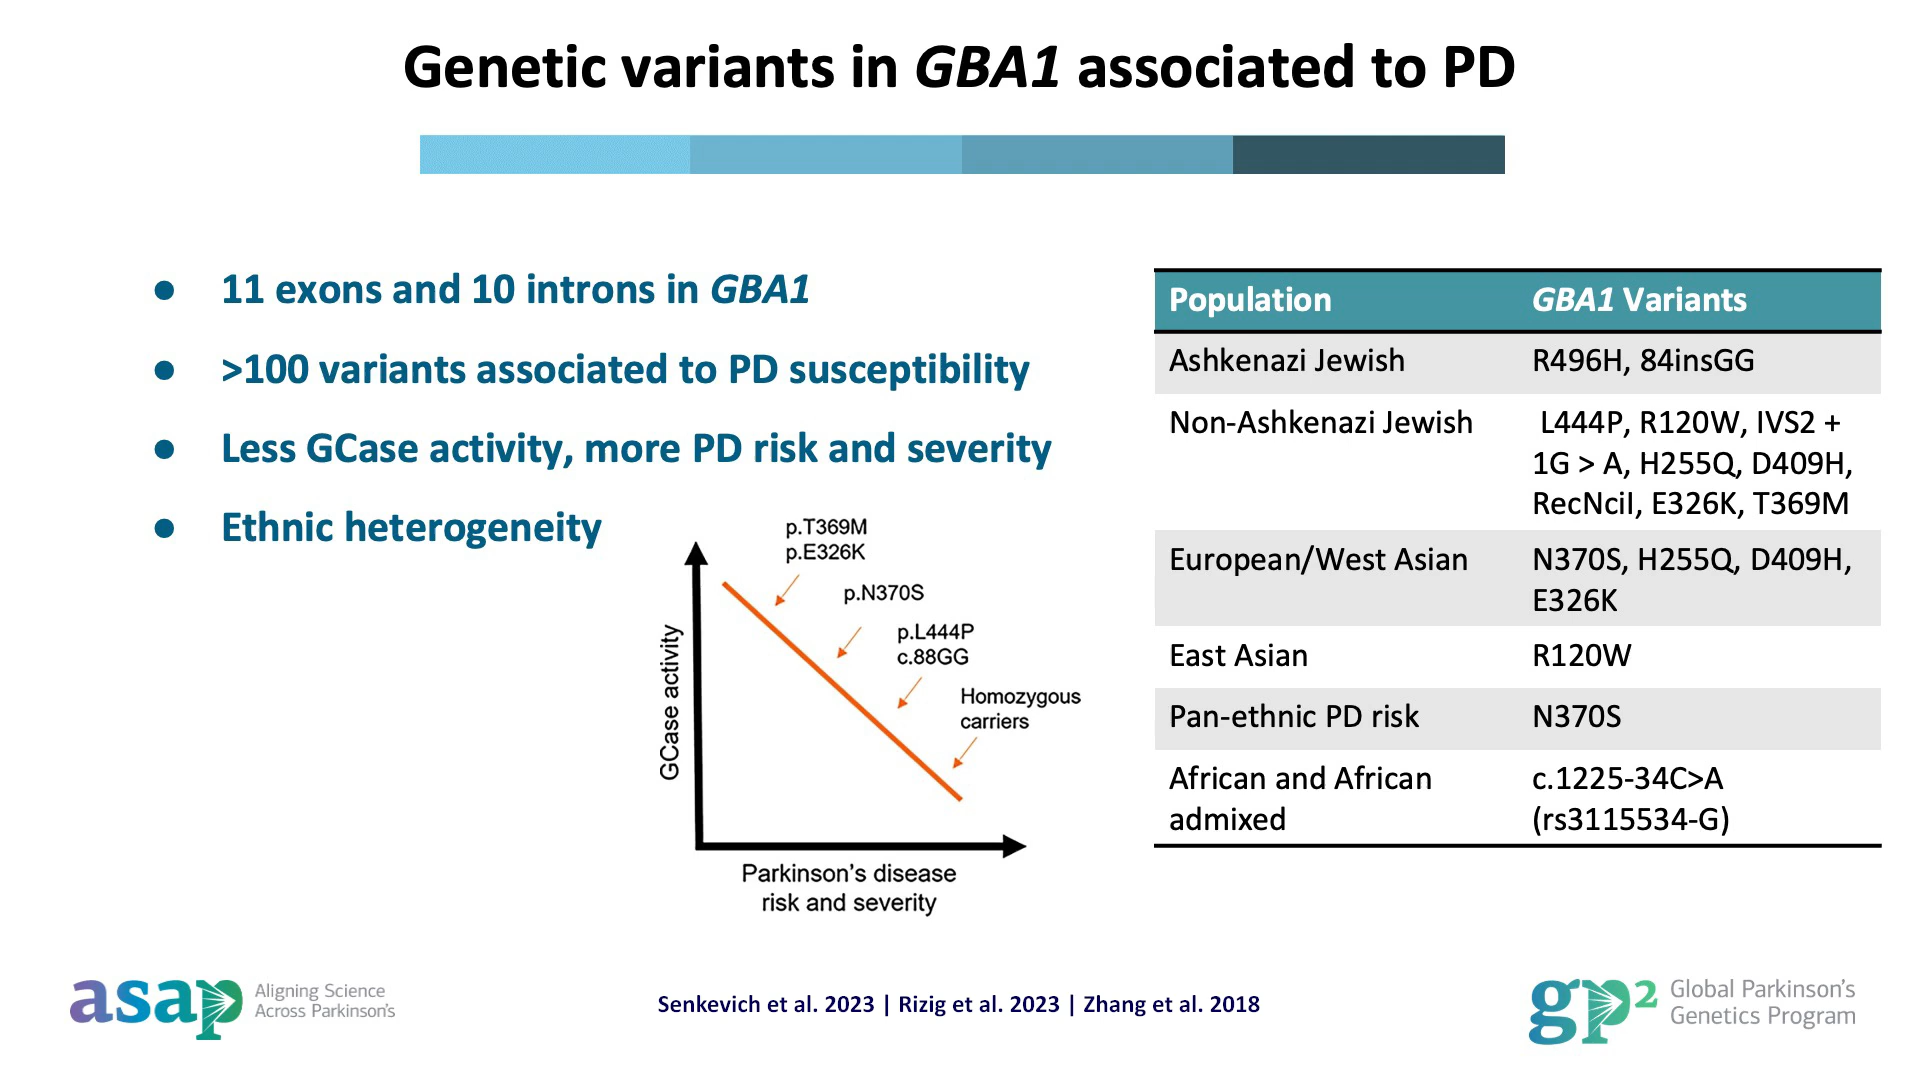 Genetic variants in GBA1 associated to PD
● 11 exons and 10 introns in GBA1
● >100 variants associated to PD susceptibility
● Less GCase activity, more PD risk and severity
● Ethnic heterogeneity
p.T369M
p.E326K
p.N370S
p.L444P
c.88GG
Homozygous
carriers
GCase activity
Parkinson's disease
risk and severity
Population GBA1 Variants
Ashkenazi Jewish R496H, 84insGG
Non-Ashkenazi Jewish L444P, R120W, IVS2 +
1G > A, H255Q, D409H,
RecNciI, E326K, T369M
European/West Asian N370S, H255Q, D409H,
E326K
East Asian R120W
Pan-ethnic PD risk N370S
African and African c.1225-34C>A
admixed (rs3115534-G)
asap Aligning Science
Across Parkinson's
Senkevich et al. 2023 | Rizig et al. 2023 | Zhang et al. 2018
gp2 Global Parkinson's
Genetics Program